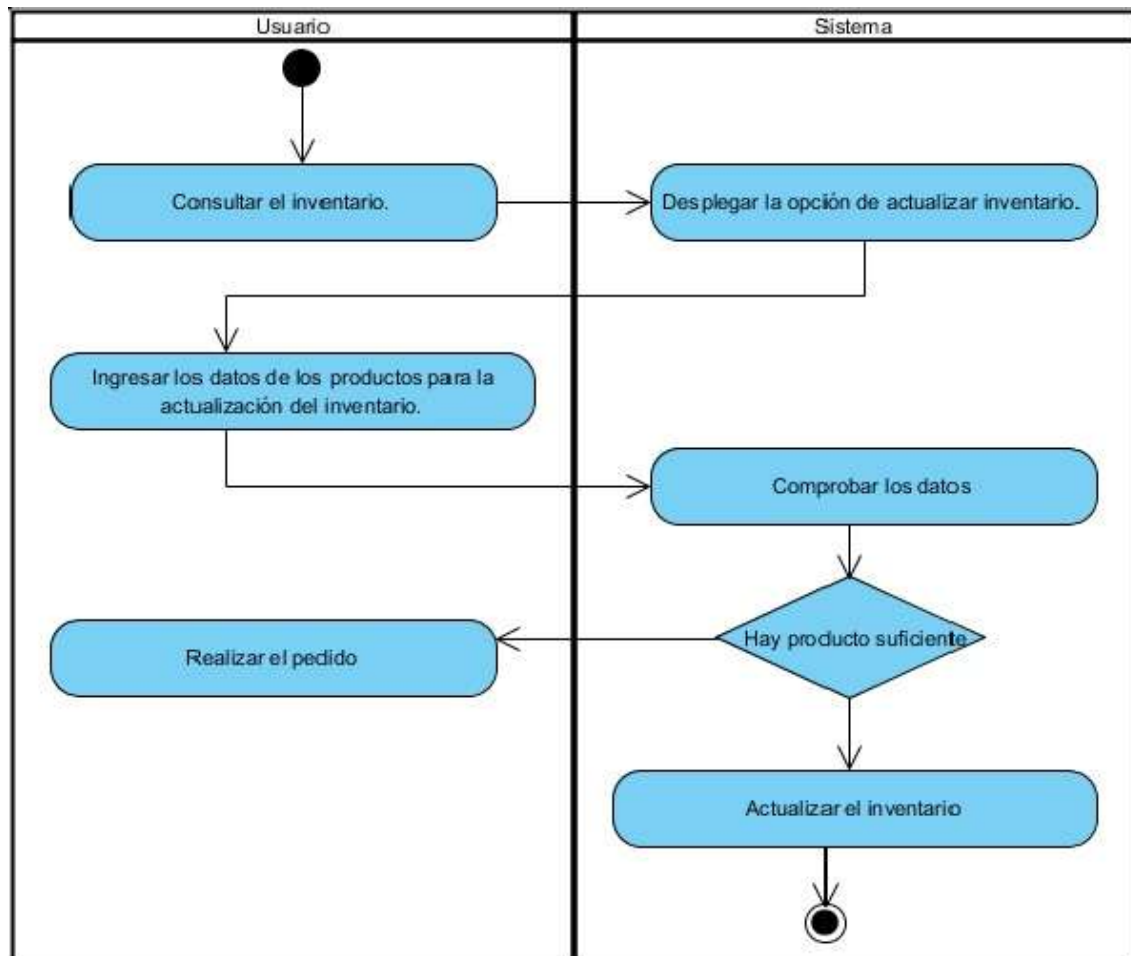 Usuario
Sistema
Consultar el inventario.
Desplegar la opción de actualizar inventario.
Ingresar los datos de los productos para la
actualización del inventario.
Comprobar los datos
Hay producto suficiente
Realizar el pedido
Actualizar el inventario